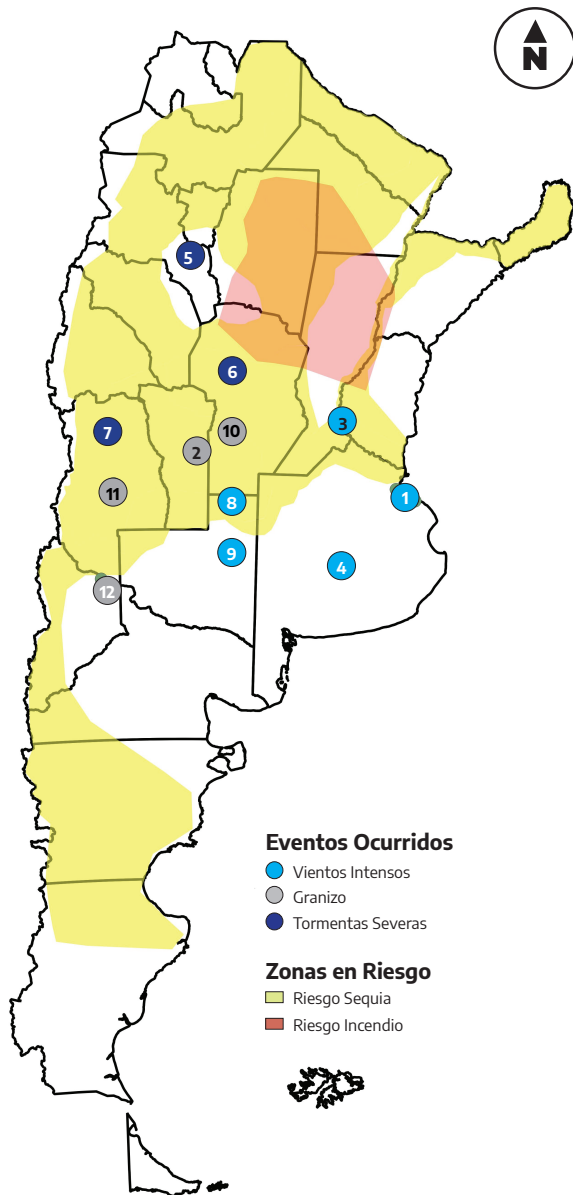 N
5
6
7
3
10
2
11
8
1
9
4
12
Eventos Ocurridos
Vientos Intensos
Granizo
Tormentas Severas
Zonas en Riesgo
Riesgo Sequia
Riesgo Incendio